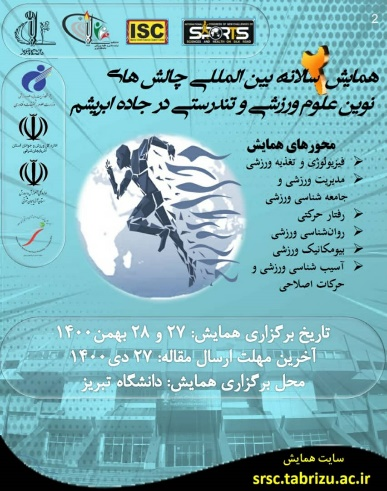 2
ISC
SPORTS
همایش ۲ سالانه بین المللی چالش های
نوین علوم ورزشی و تندرستی در جاده ابریشم
محورهای همایش
فیزیولوژی و تغذیه ورزشی
مدیریت ورزشی و
جامعه شناسی ورزشی
رفتار حرکتی
روان‌شناسی ورزشی
بیومکانیک ورزشی
آسیب شناسی ورزشی و
حرکات اصلاحی
تاریخ برگزاری همایش: ۲۷ و ۲۸ بهمن ۱۴۰۰
آخرین مهلت ارسال مقاله: ۲۷ دی ۱۴۰۰
محل برگزاری همایش: دانشگاه تبریز
سایت همایش
srsc.tabrizu.ac.ir